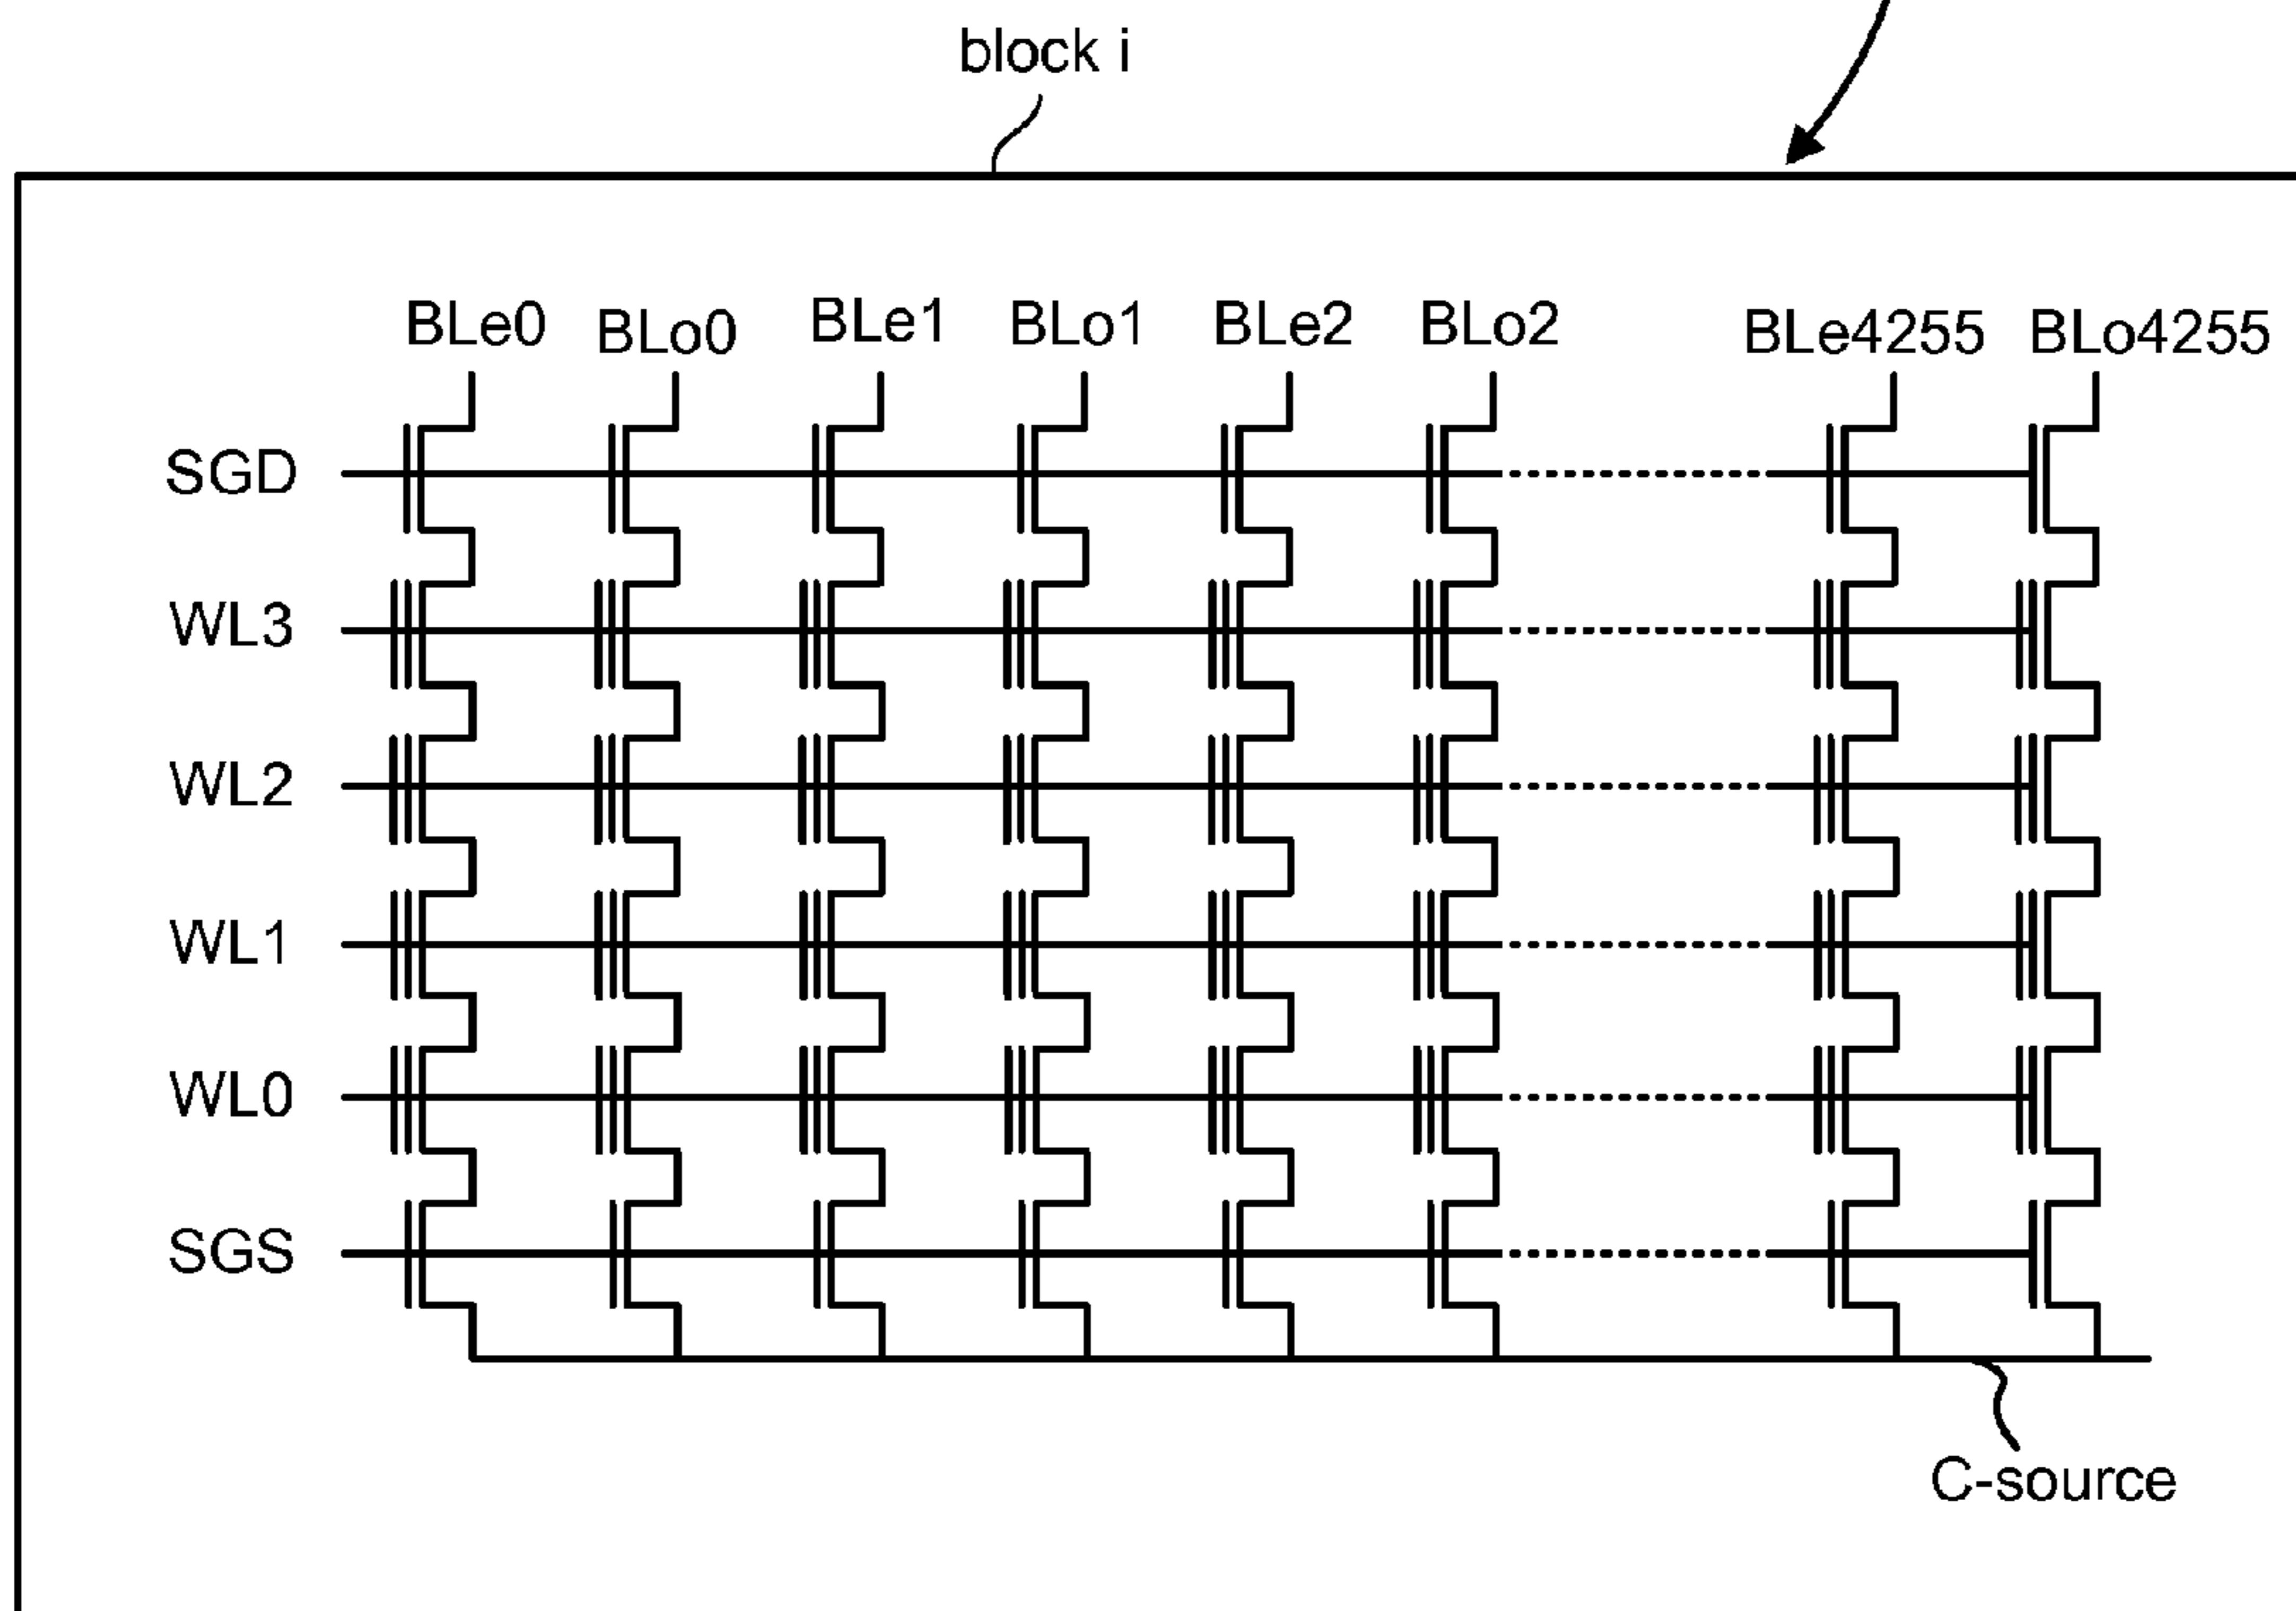 block i
BLe0 BLo0 BLe1 BLo1 BLe2 BLo2 BLe4255 BLo4255
SGD
WL3
WL2
WL1
WL0
SGS
C-source